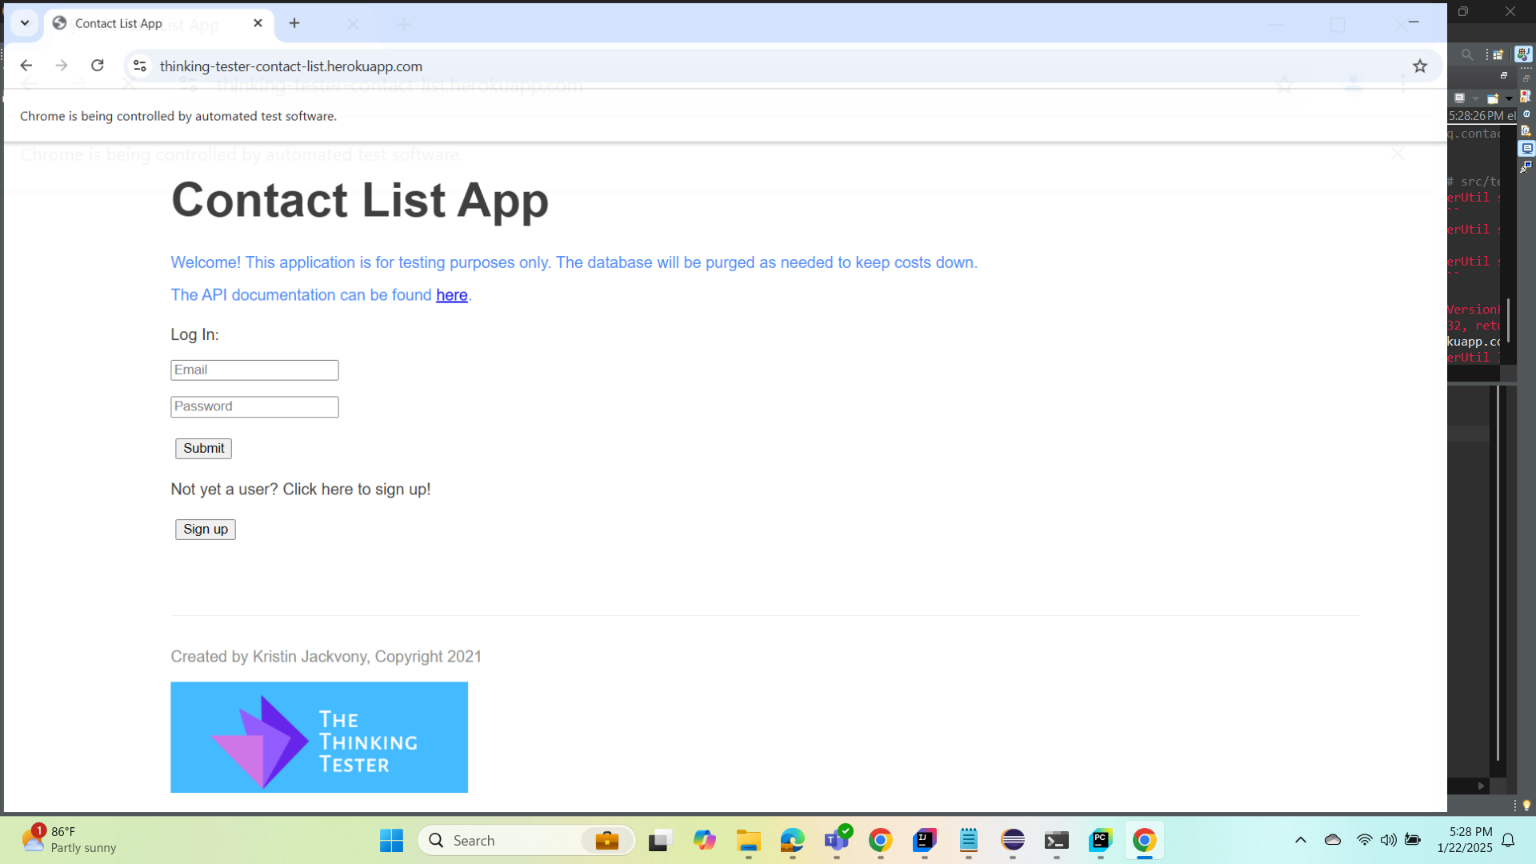 Contact List App
thinking-tester-contact-list.herokuapp.com
Chrome is being controlled by automated test software.
Contact List App
Welcome! This application is for testing purposes only. The database will be purged as needed to keep costs down.
The API documentation can be found here.
Log In:
Email
Password
Submit
Not yet a user? Click here to sign up!
Sign up
Created by Kristin Jackvony, Copyright 2021
THE
THINKING
TESTER
5:28:26 PM el
q.contac
# src/te
erUtil s
erUtil s
erUtil s
Version
32, retu
kuapp.co
erUtil
1
86°F
Partly sunny
Search
5:28 PM
1/22/2025